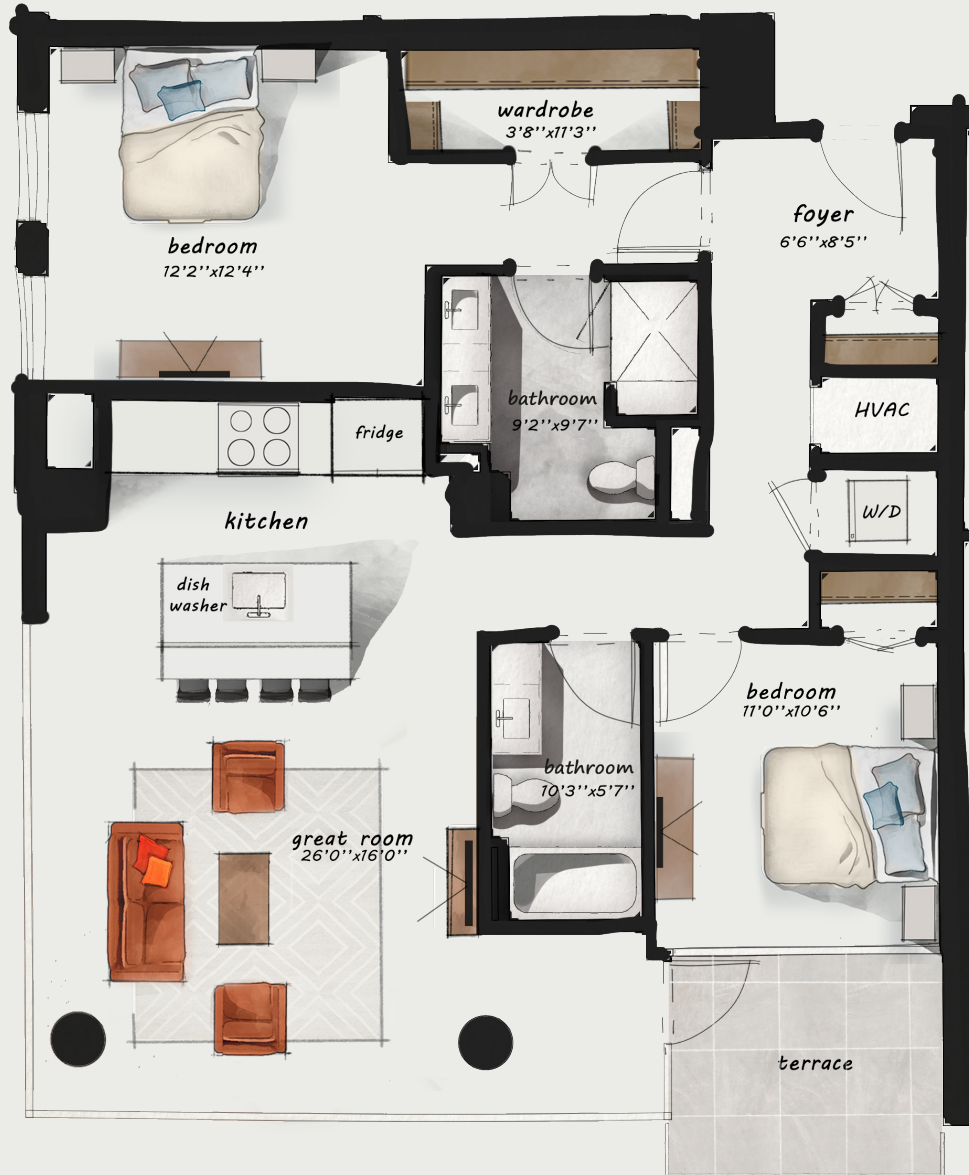 wardrobe
3'8''x11'3''
foyer
6'6''x8'5''
bedroom
12'2''x12'4''
bathroom
9'2''x9'7''
HVAC
fridge
W/D
kitchen
dish
washer
bedroom
11'0''x10'6''
bathroom
10'3''x5'7''
great room
26'0''x16'0''
terrace